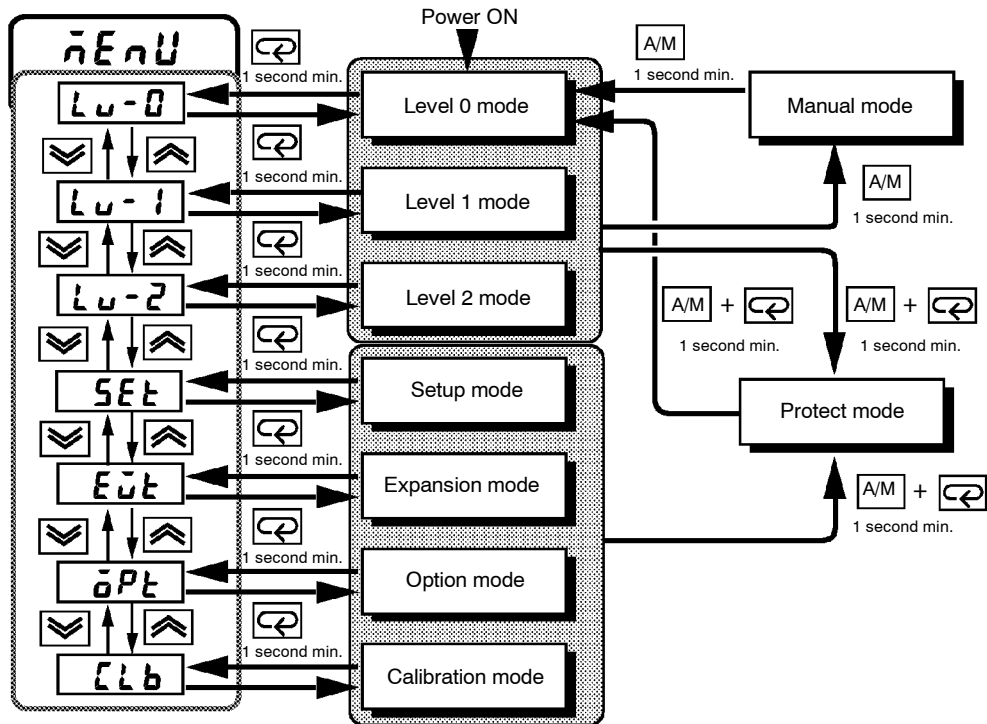 Power ON
mEnU
1 second min.
A/M
1 second min.
Lv-0
Level 0 mode
Manual mode
1 second min.
A/M
1 second min.
Lv-1
Level 1 mode
1 second min.
Lv-2
Level 2 mode
A/M +
1 second min.
A/M +
1 second min.
1 second min.
SEt
Setup mode
Protect mode
1 second min.
Ext
Expansion mode
A/M +
1 second min.
1 second min.
oPt
Option mode
1 second min.
CLb
Calibration mode